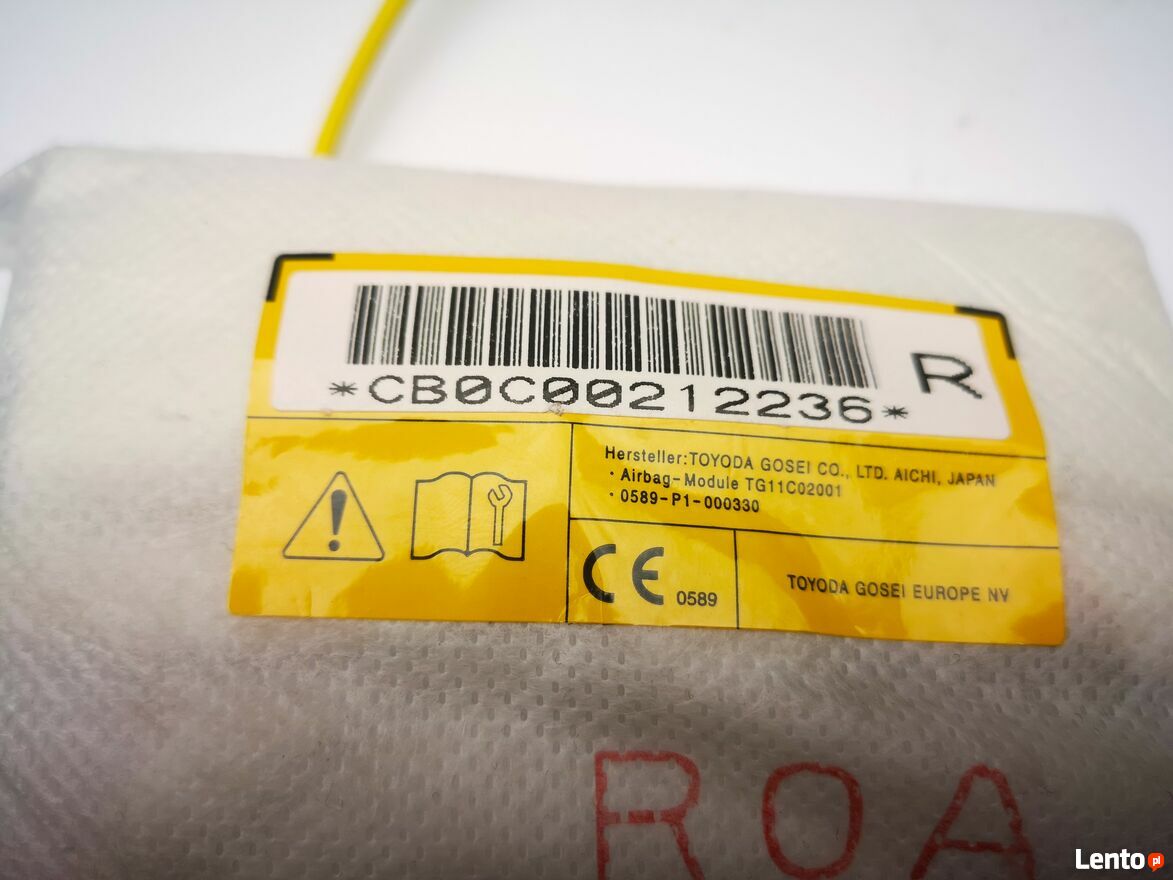 *CB0C00212236*
R
Hersteller:TOYODA GOSEI CO., LTD. AICHI, JAPAN
· Airbag-Module TG11C02001
· 0589-P1-000330
CE 0589
TOYODA GOSEI EUROPE NV
ROA
Lento.pl